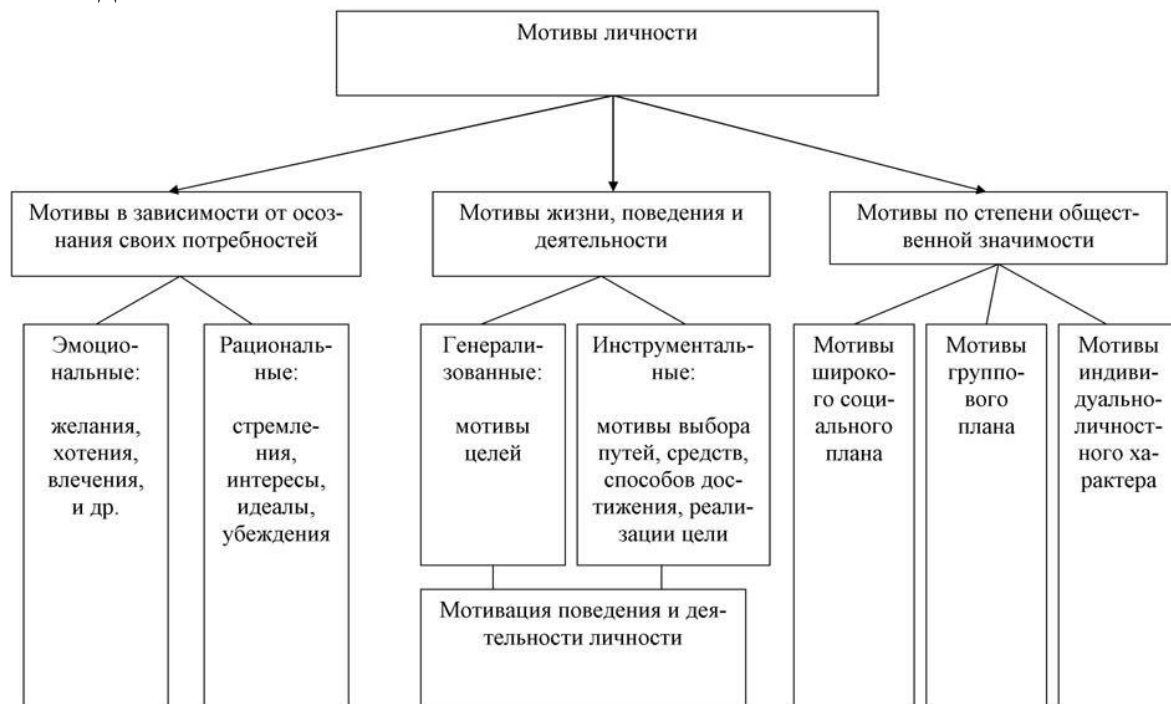 Мотивы личности
Мотивы в зависимости от осоз-
нания своих потребностей
Мотивы жизни, поведения и
деятельности
Мотивы по степени общест-
венной значимости
Эмоцио-
нальные:
желания,
хотения,
влечения,
и др.
Рациональ-
ные:
стремле-
ния,
интересы,
идеалы,
убеждения
Генерали-
зованные:
мотивы
целей
Инструменталь-
ные:
мотивы выбора
путей, средств,
способов дос-
тижения, реали-
зации цели
Мотивация поведения и дея-
тельности личности
Мотивы
широко-
го соци-
ального
плана
Мотивы
группо-
вого
плана
Мотивы
индиви-
дуально-
личност-
ного ха-
рактера